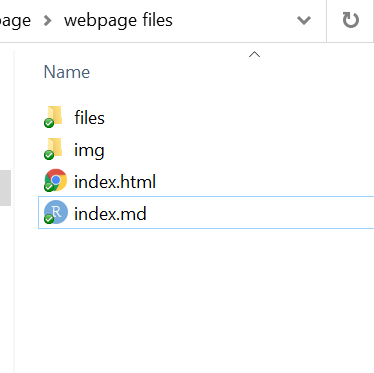 page > webpage files
Name
files
img
index.html
R index.md